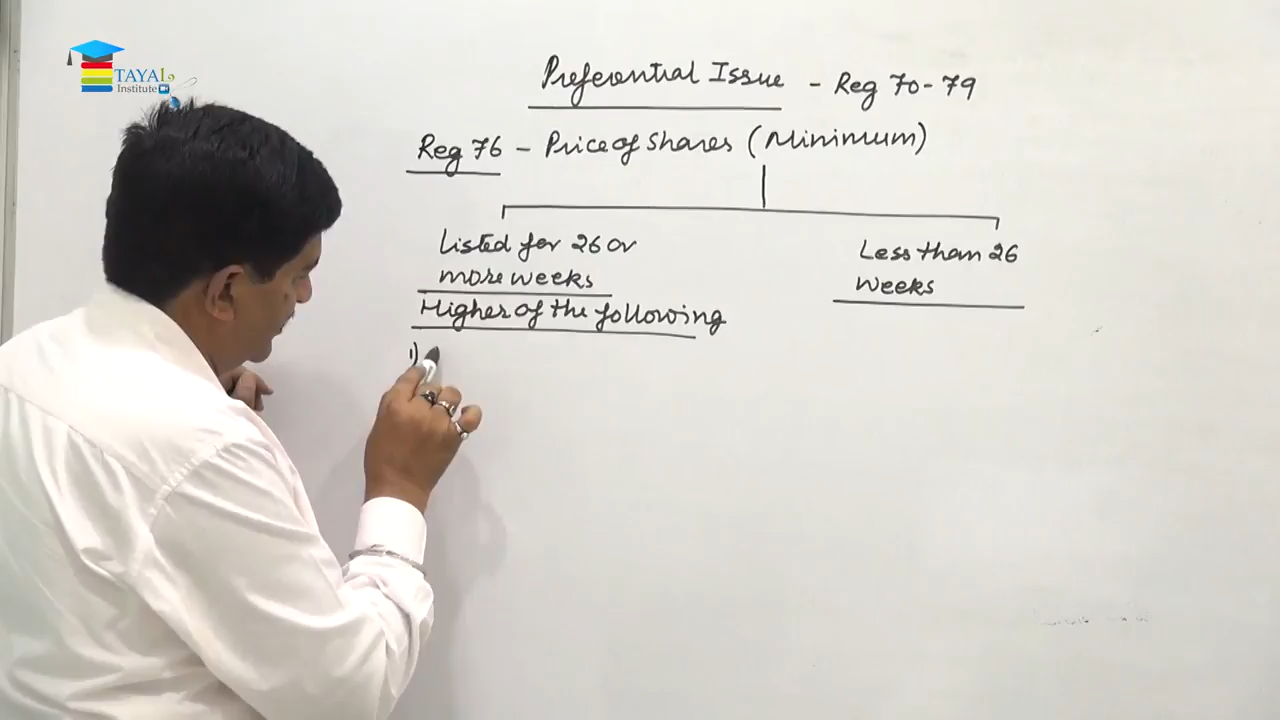 TAYAL
Institute
Preferential Issue - Reg 70-79
Reg 76 - Price of Shares (Minimum)
Listed for 26 or
more weeks
Less than 26
weeks
Higher of the following
1)